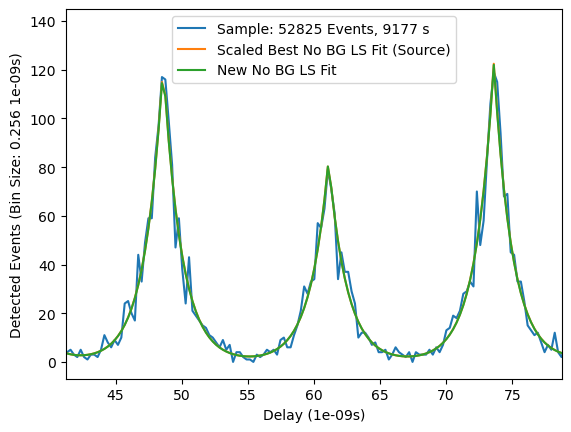 Sample: 52825 Events, 9177 s
Scaled Best No BG LS Fit (Source)
New No BG LS Fit
Detected Events (Bin Size: 0.256 1e-09s)
140
120
100
80
60
40
20
0
45 50 55 60 65 70 75
Delay (1e-09s)